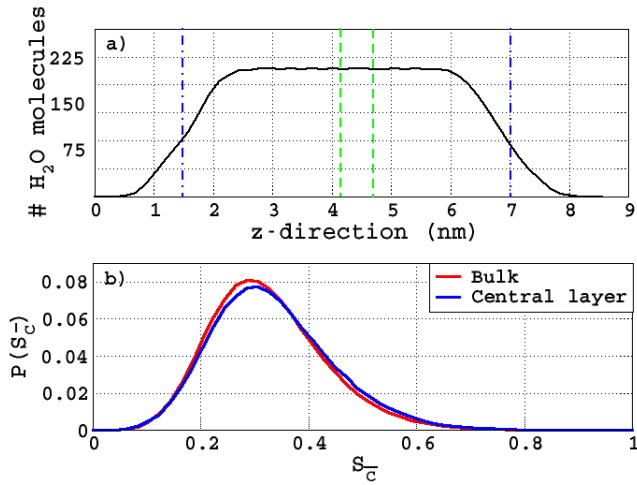 a)
# H2O molecules
225
150
75
0 1 2 3 4 5 6 7 8 9
z-direction (nm)
b)
P(S_C̅)
0.08
0.06
0.04
0.02
0
Bulk
Central layer
0 0.2 0.4 0.6 0.8 1
S_C̅